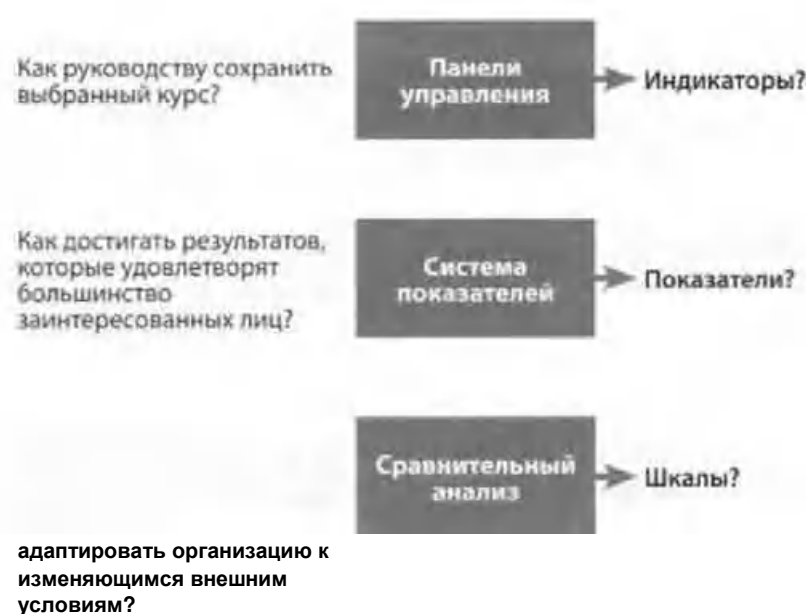 Как руководству сохранить
выбранный курс?
Панели
управления
Индикаторы?
Как достигать результатов,
которые удовлетворят
большинство
заинтересованных лиц?
Система
показателей
Показатели?
Сравнительный
анализ
Шкалы?
адаптировать организацию к
изменяющимся внешним
условиям?